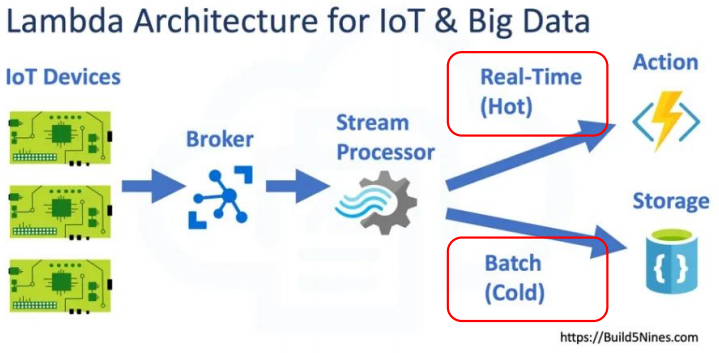 Lambda Architecture for IoT & Big Data
IoT Devices
Broker
Stream
Processor
Real-Time
(Hot)
Action
Batch
(Cold)
Storage
https://Build5Nines.com